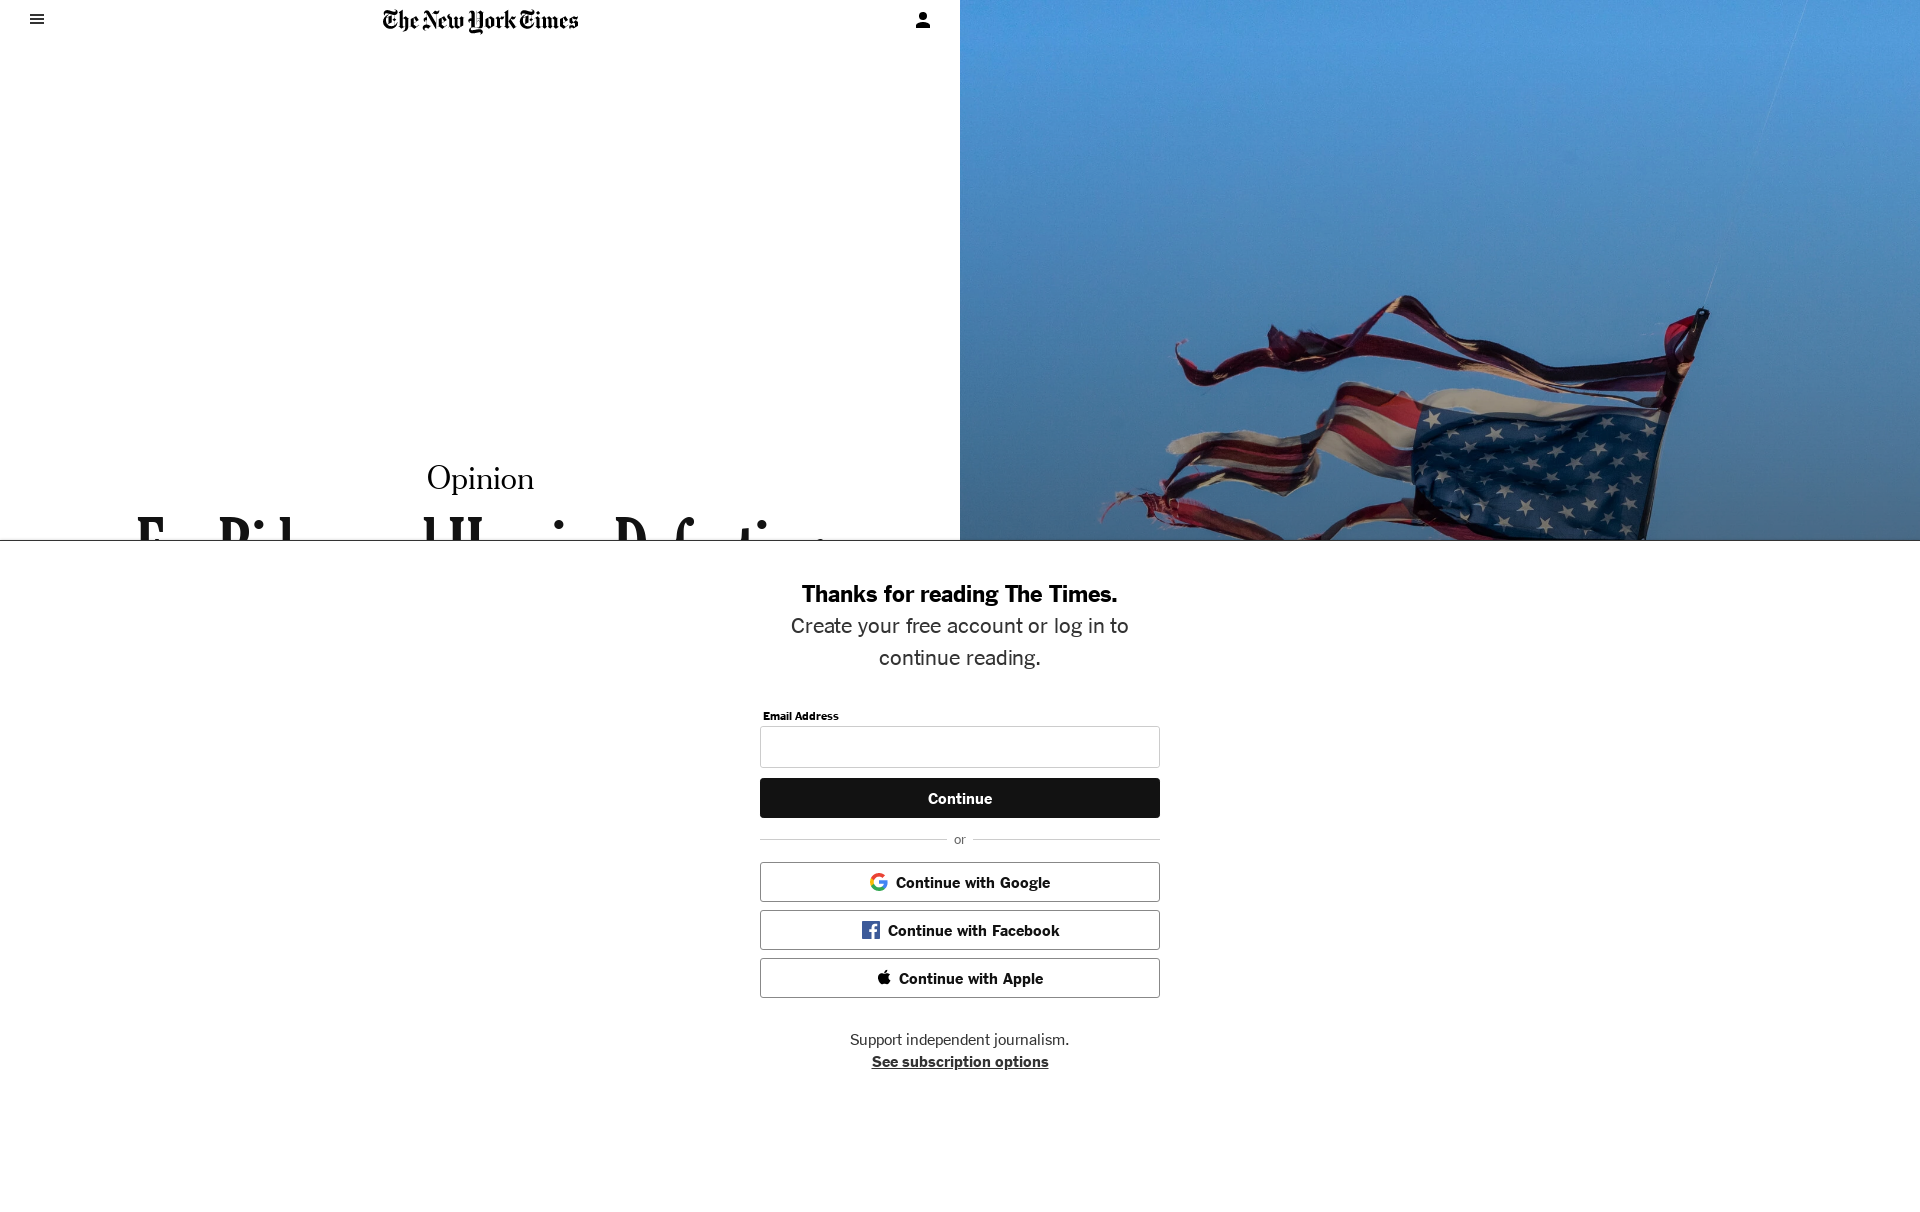 The New York Times
Opinion
Thanks for reading The Times.
Create your free account or log in to
continue reading.
Email Address
Continue
or
Continue with Google
Continue with Facebook
Continue with Apple
Support independent journalism.
See subscription options